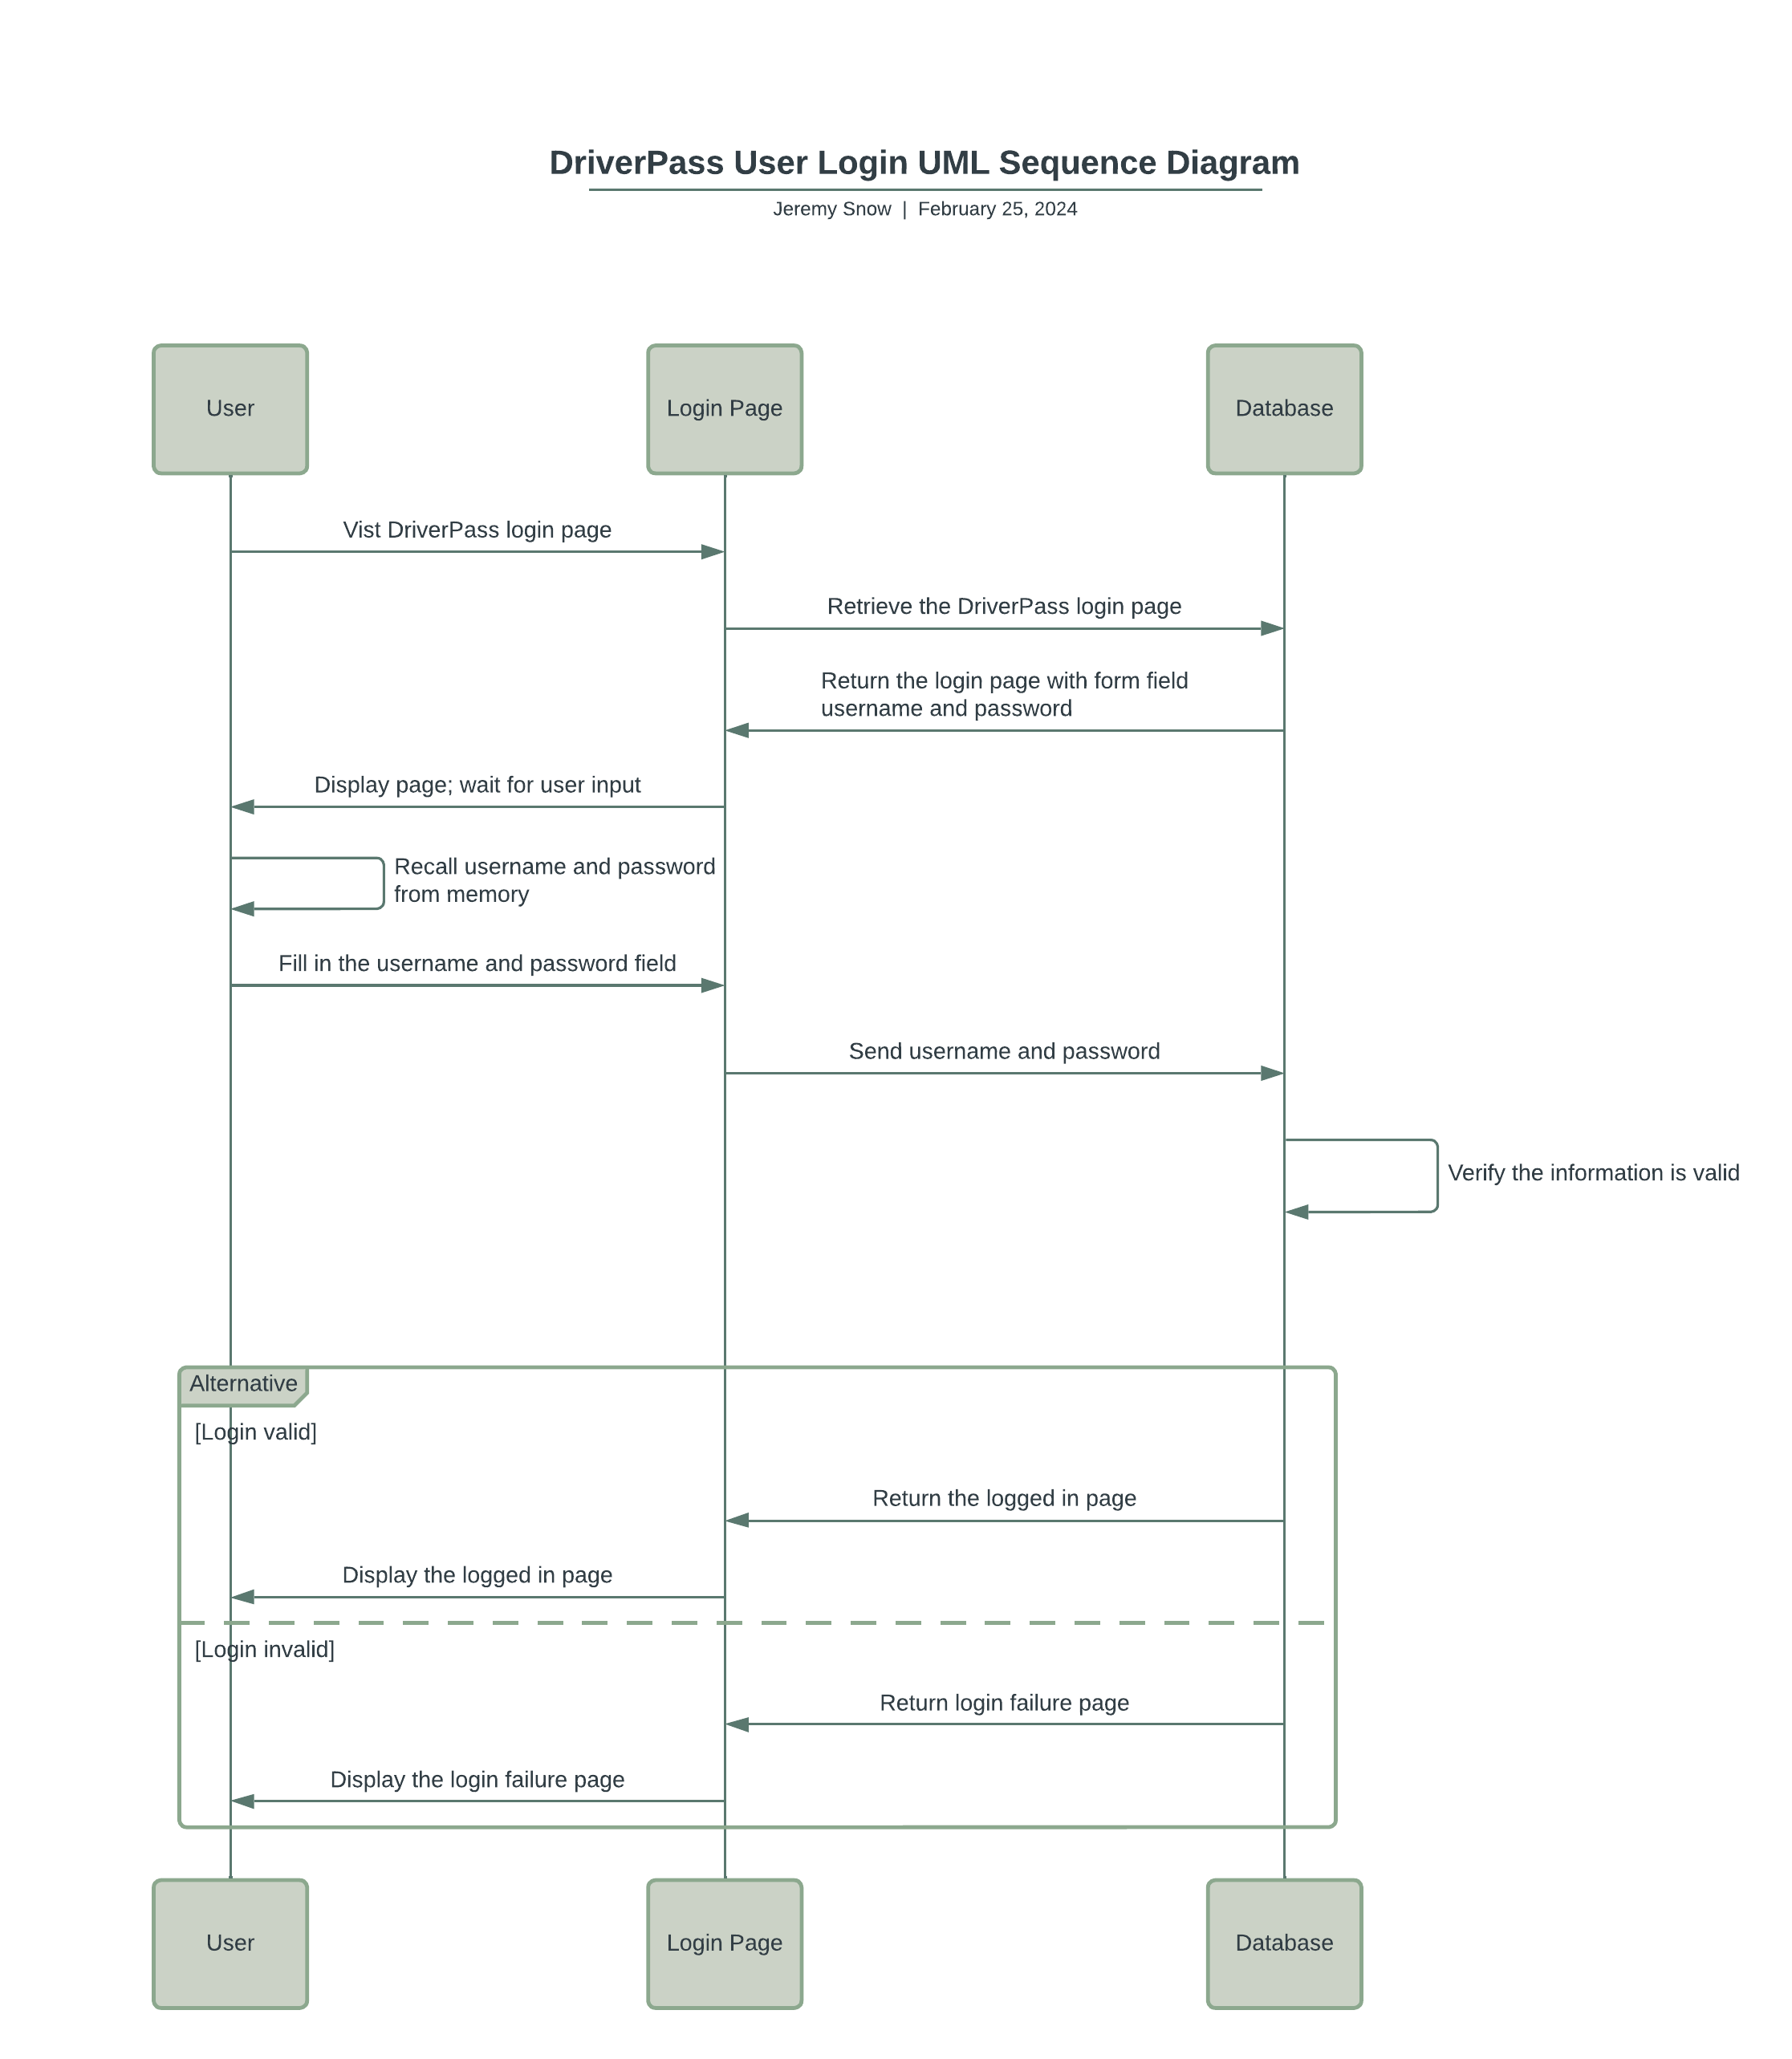 DriverPass User Login UML Sequence Diagram
Jeremy Snow | February 25, 2024
User
Login Page
Database
Vist DriverPass login page
Retrieve the DriverPass login page
Return the login page with form field
username and password
Display page; wait for user input
Recall username and password
from memory
Fill in the username and password field
Send username and password
Verify the information is valid
Alternative
[Login valid]
Return the logged in page
Display the logged in page
[Login invalid]
Return login failure page
Display the login failure page
User
Login Page
Database